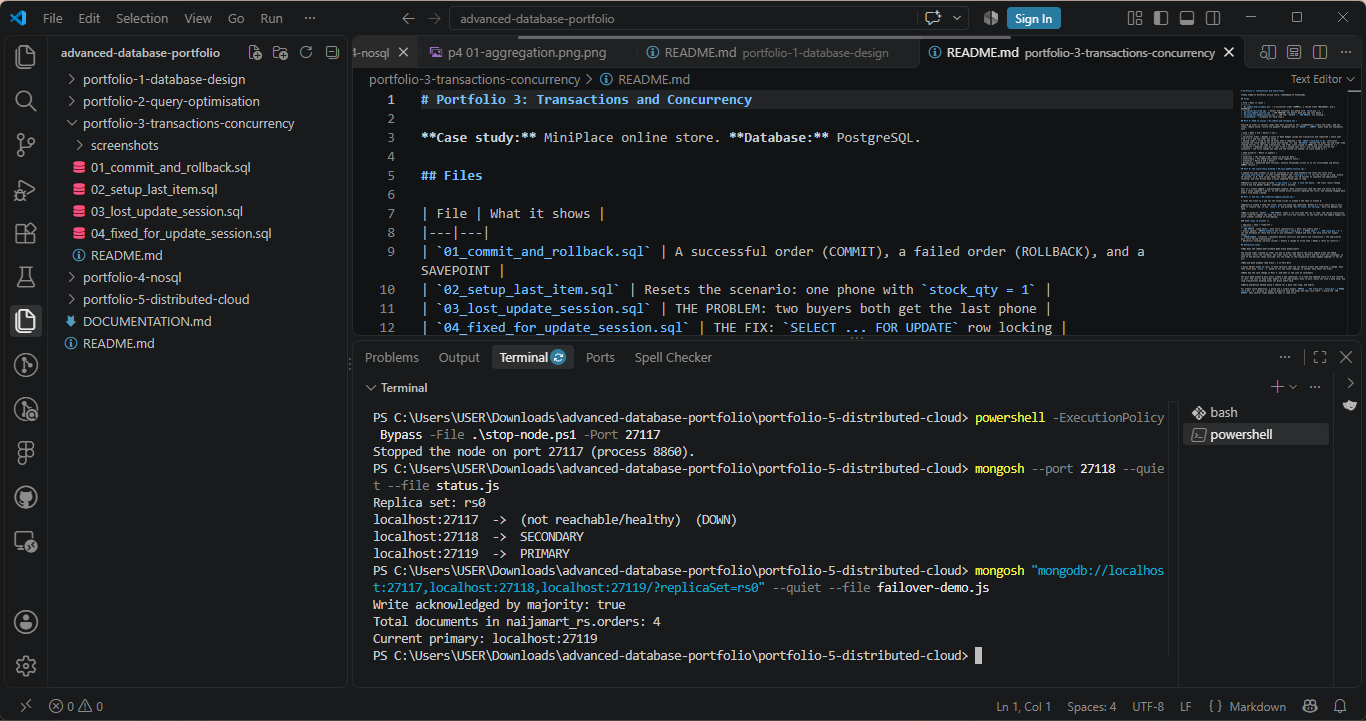 File Edit Selection View Go Run ··· advanced-database-portfolio Sign In
advanced-database-portfolio
portfolio-1-database-design
portfolio-2-query-optimisation
portfolio-3-transactions-concurrency
screenshots
01_commit_and_rollback.sql
02_setup_last_item.sql
03_lost_update_session.sql
04_fixed_for_update_session.sql
README.md
portfolio-4-nosql
portfolio-5-distributed-cloud
DOCUMENTATION.md
README.md
4-nosql p4 01-aggregation.png.png README.md portfolio-1-database-design README.md portfolio-3-transactions-concurrency
portfolio-3-transactions-concurrency > README.md Text Editor
1 # Portfolio 3: Transactions and Concurrency
2
3 **Case study:** MiniPlace online store. **Database:** PostgreSQL.
4
5 ## Files
6
7 | File | What it shows |
8 |---|---|
9 | `01_commit_and_rollback.sql` | A successful order (COMMIT), a failed order (ROLLBACK), and a
SAVEPOINT |
10 | `02_setup_last_item.sql` | Resets the scenario: one phone with `stock_qty = 1` |
11 | `03_lost_update_session.sql` | THE PROBLEM: two buyers both get the last phone |
12 | `04_fixed_for_update_session.sql` | THE FIX: `SELECT ... FOR UPDATE` row locking |
Problems Output Terminal Ports Spell Checker
Terminal
PS C:\Users\USER\Downloads\advanced-database-portfolio\portfolio-5-distributed-cloud> powershell -ExecutionPolicy
Bypass -File .\stop-node.ps1 -Port 27117
Stopped the node on port 27117 (process 8860).
PS C:\Users\USER\Downloads\advanced-database-portfolio\portfolio-5-distributed-cloud> mongosh --port 27118 --quie
t --file status.js
Replica set: rs0
localhost:27117 -> (not reachable/healthy) (DOWN)
localhost:27118 -> SECONDARY
localhost:27119 -> PRIMARY
PS C:\Users\USER\Downloads\advanced-database-portfolio\portfolio-5-distributed-cloud> mongosh "mongodb://localhos
t:27117,localhost:27118,localhost:27119/?replicaSet=rs0" --quiet --file failover-demo.js
Write acknowledged by majority: true
Total documents in naijamart_rs.orders: 4
Current primary: localhost:27119
PS C:\Users\USER\Downloads\advanced-database-portfolio\portfolio-5-distributed-cloud>
bash
powershell
0 0 Ln 1, Col 1 Spaces: 4 UTF-8 LF {} Markdown